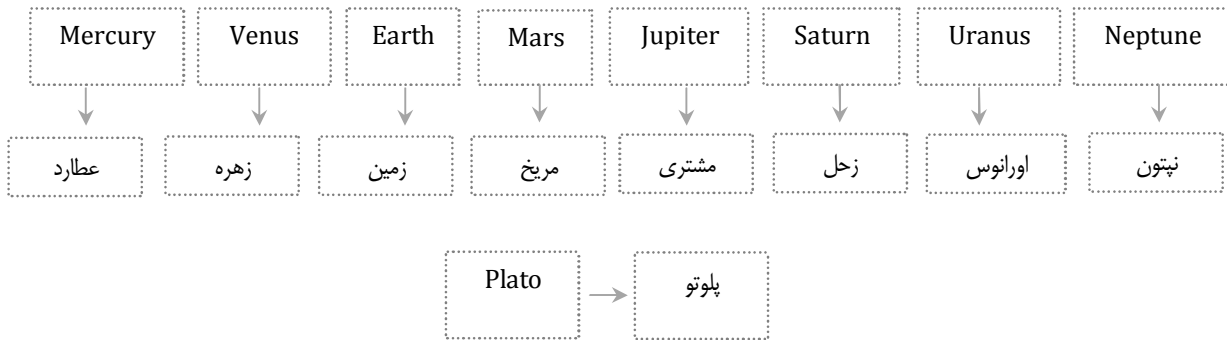 Mercury Venus Earth Mars Jupiter Saturn Uranus Neptune
عطارد زهره زمین مریخ مشتری زحل اورانوس نپتون
Plato پلوتو